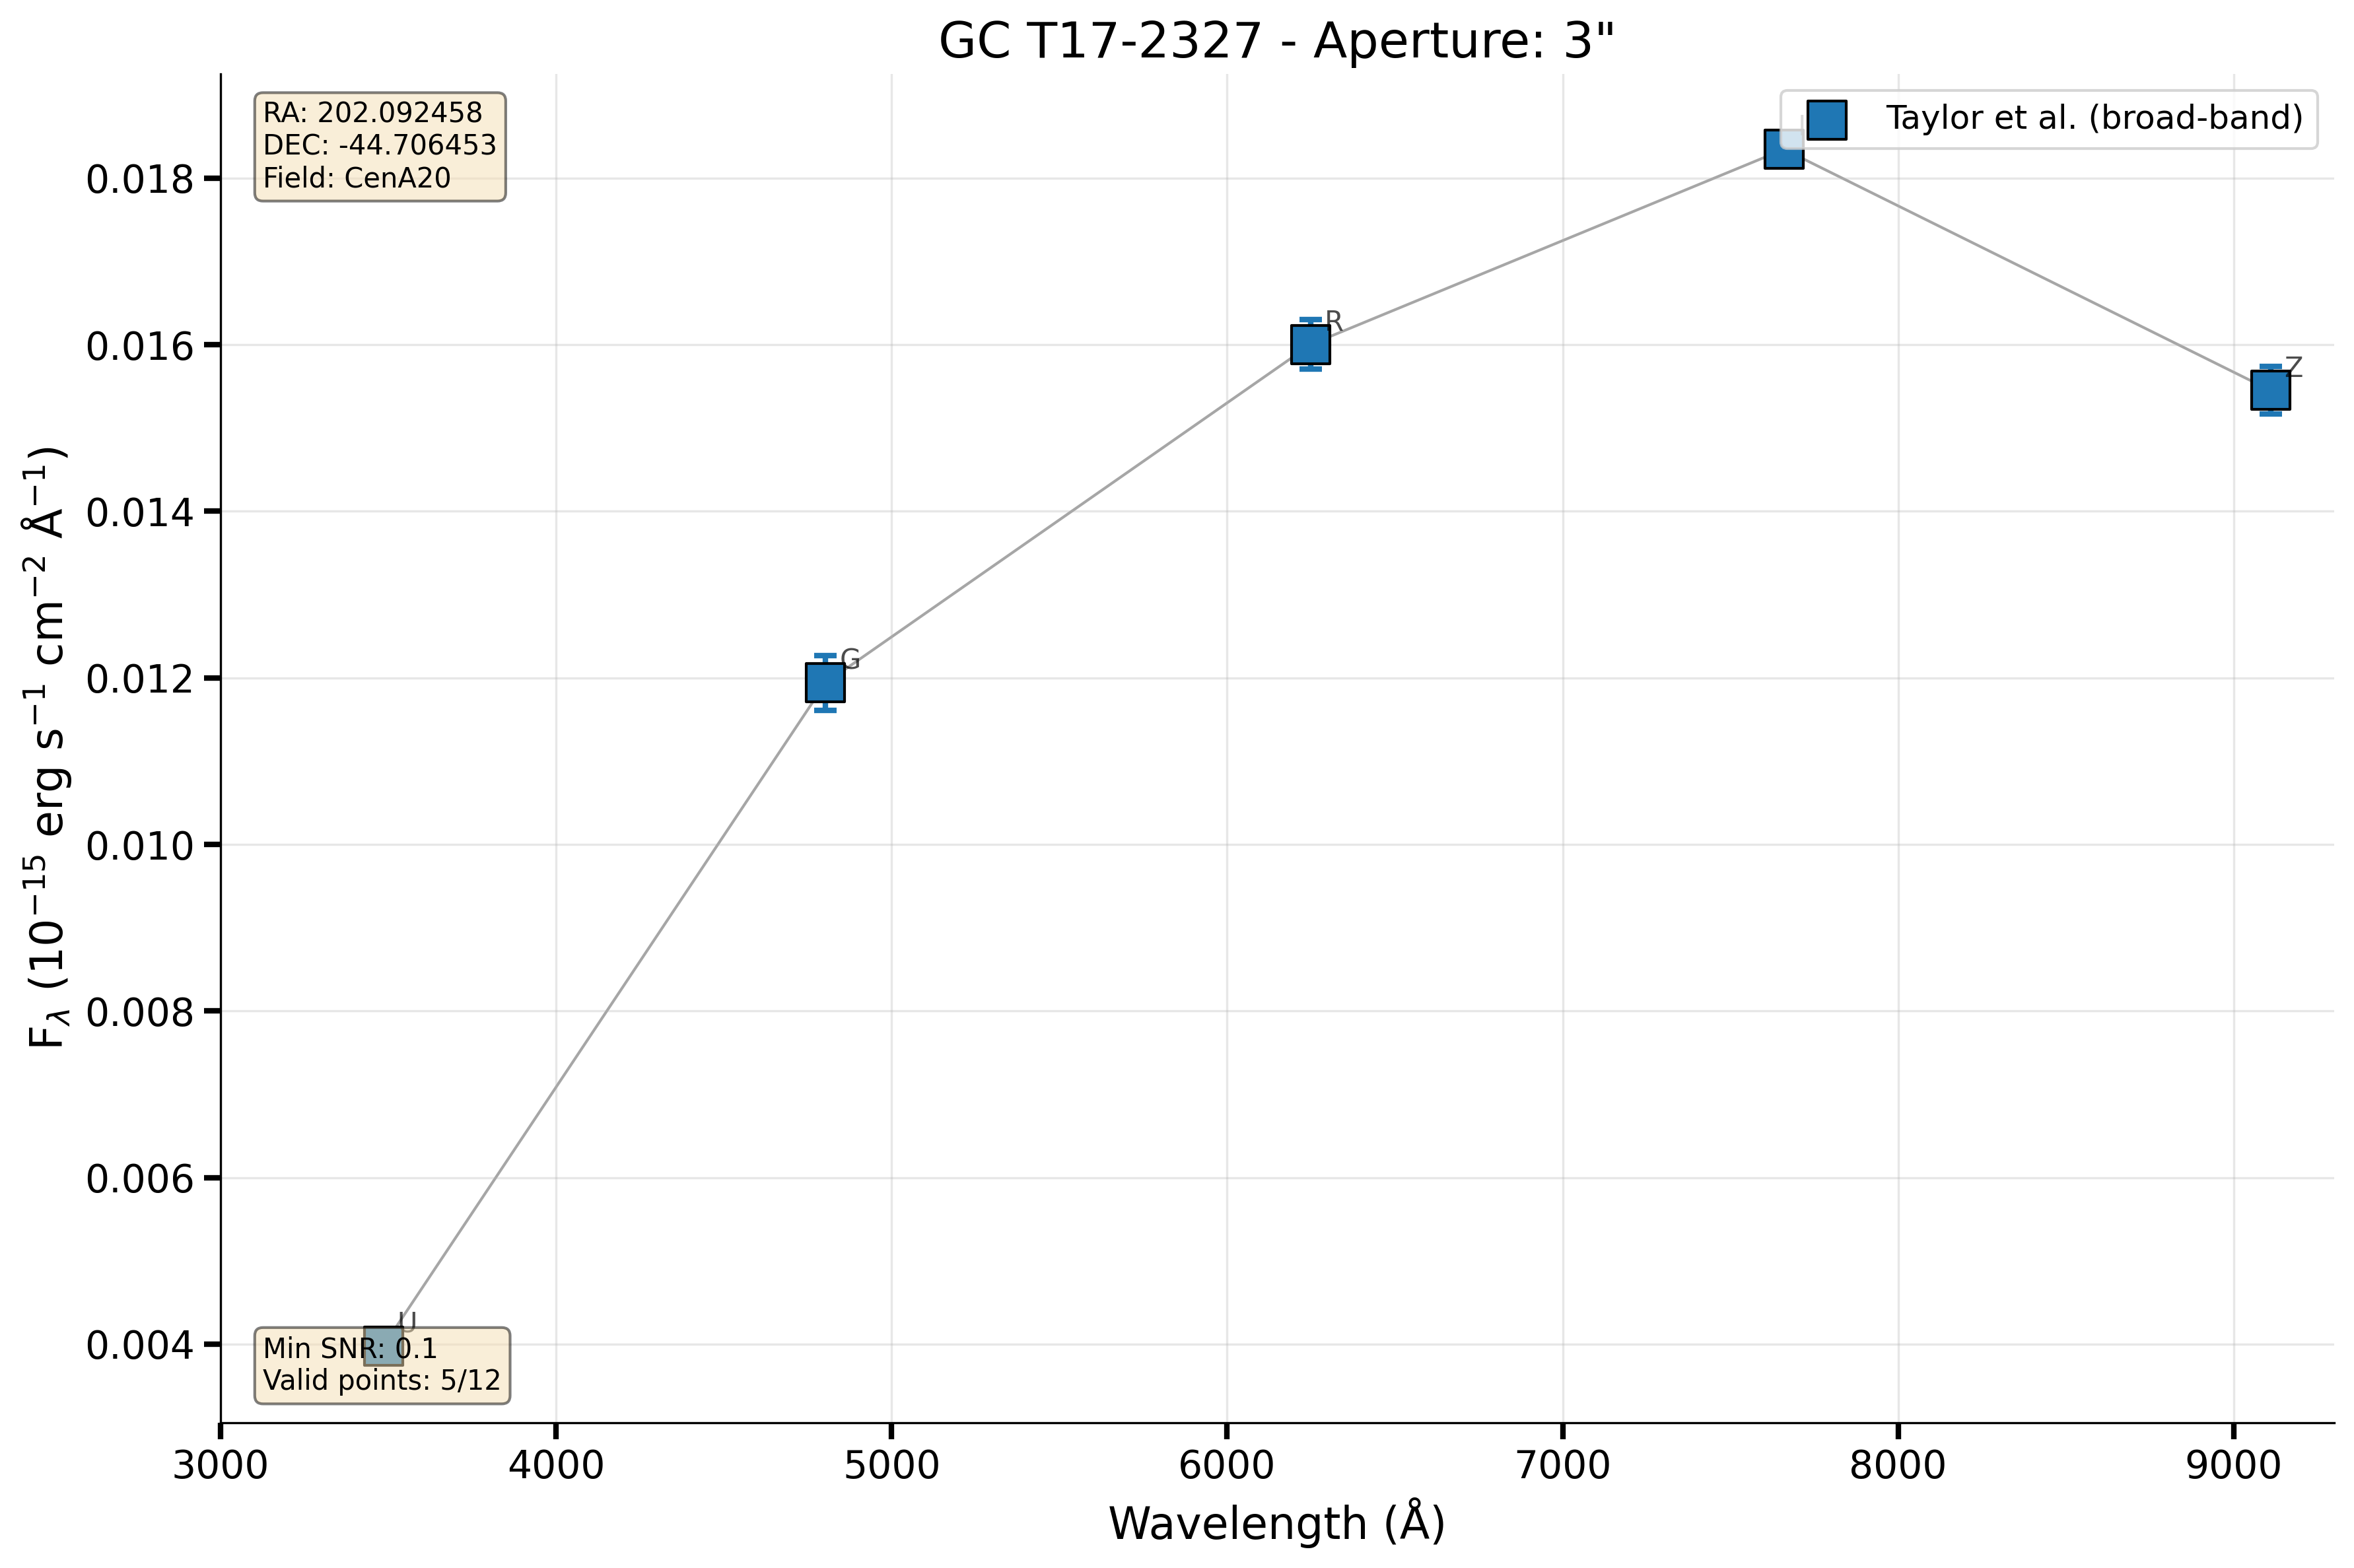 GC T17-2327 - Aperture: 3"
RA: 202.092458
DEC: -44.706453
Field: CenA20
Taylor et al. (broad-band)
0.018
0.016
0.014
0.012
0.010
0.008
0.006
0.004
F$_λ$ (10$^{-15}$ erg s$^{-1}$ cm$^{-2}$ Å$^{-1}$)
U
G
R
I
Z
Min SNR: 0.1
Valid points: 5/12
3000 4000 5000 6000 7000 8000 9000
Wavelength (Å)